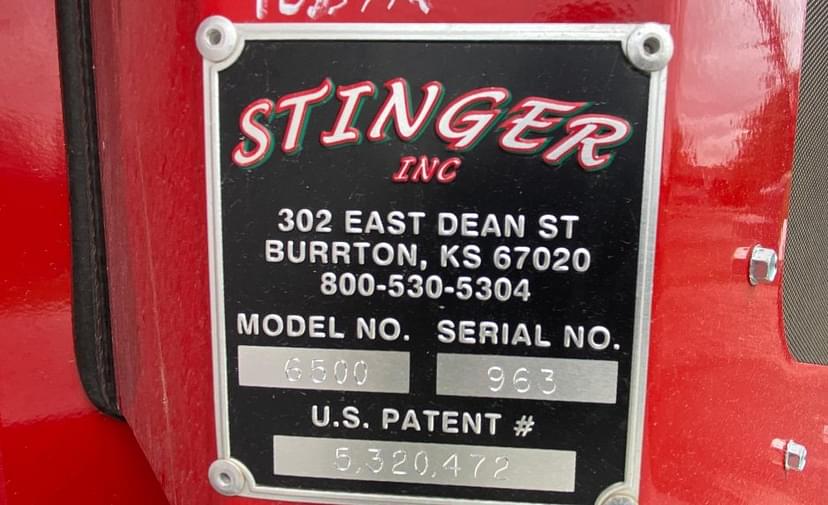 STINGER
INC
302 EAST DEAN ST
BURRTON, KS 67020
800-530-5304
MODEL NO. SERIAL NO.
6500 963
U.S. PATENT #
5,320,472